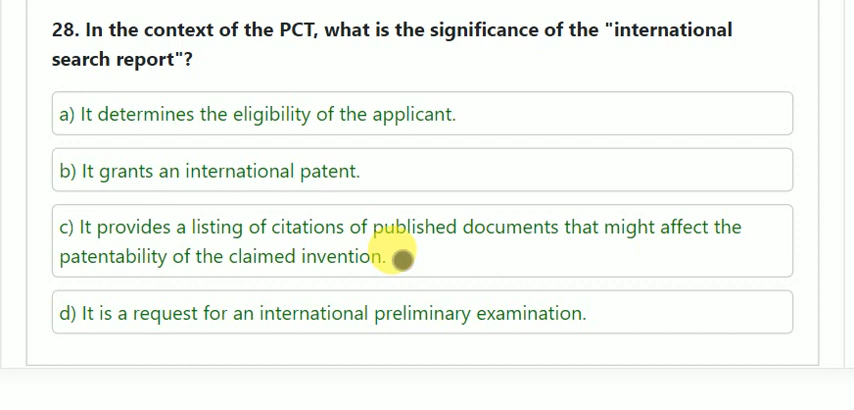 28. In the context of the PCT, what is the significance of the "international
search report"?
a) It determines the eligibility of the applicant.
b) It grants an international patent.
c) It provides a listing of citations of published documents that might affect the
patentability of the claimed invention.
d) It is a request for an international preliminary examination.